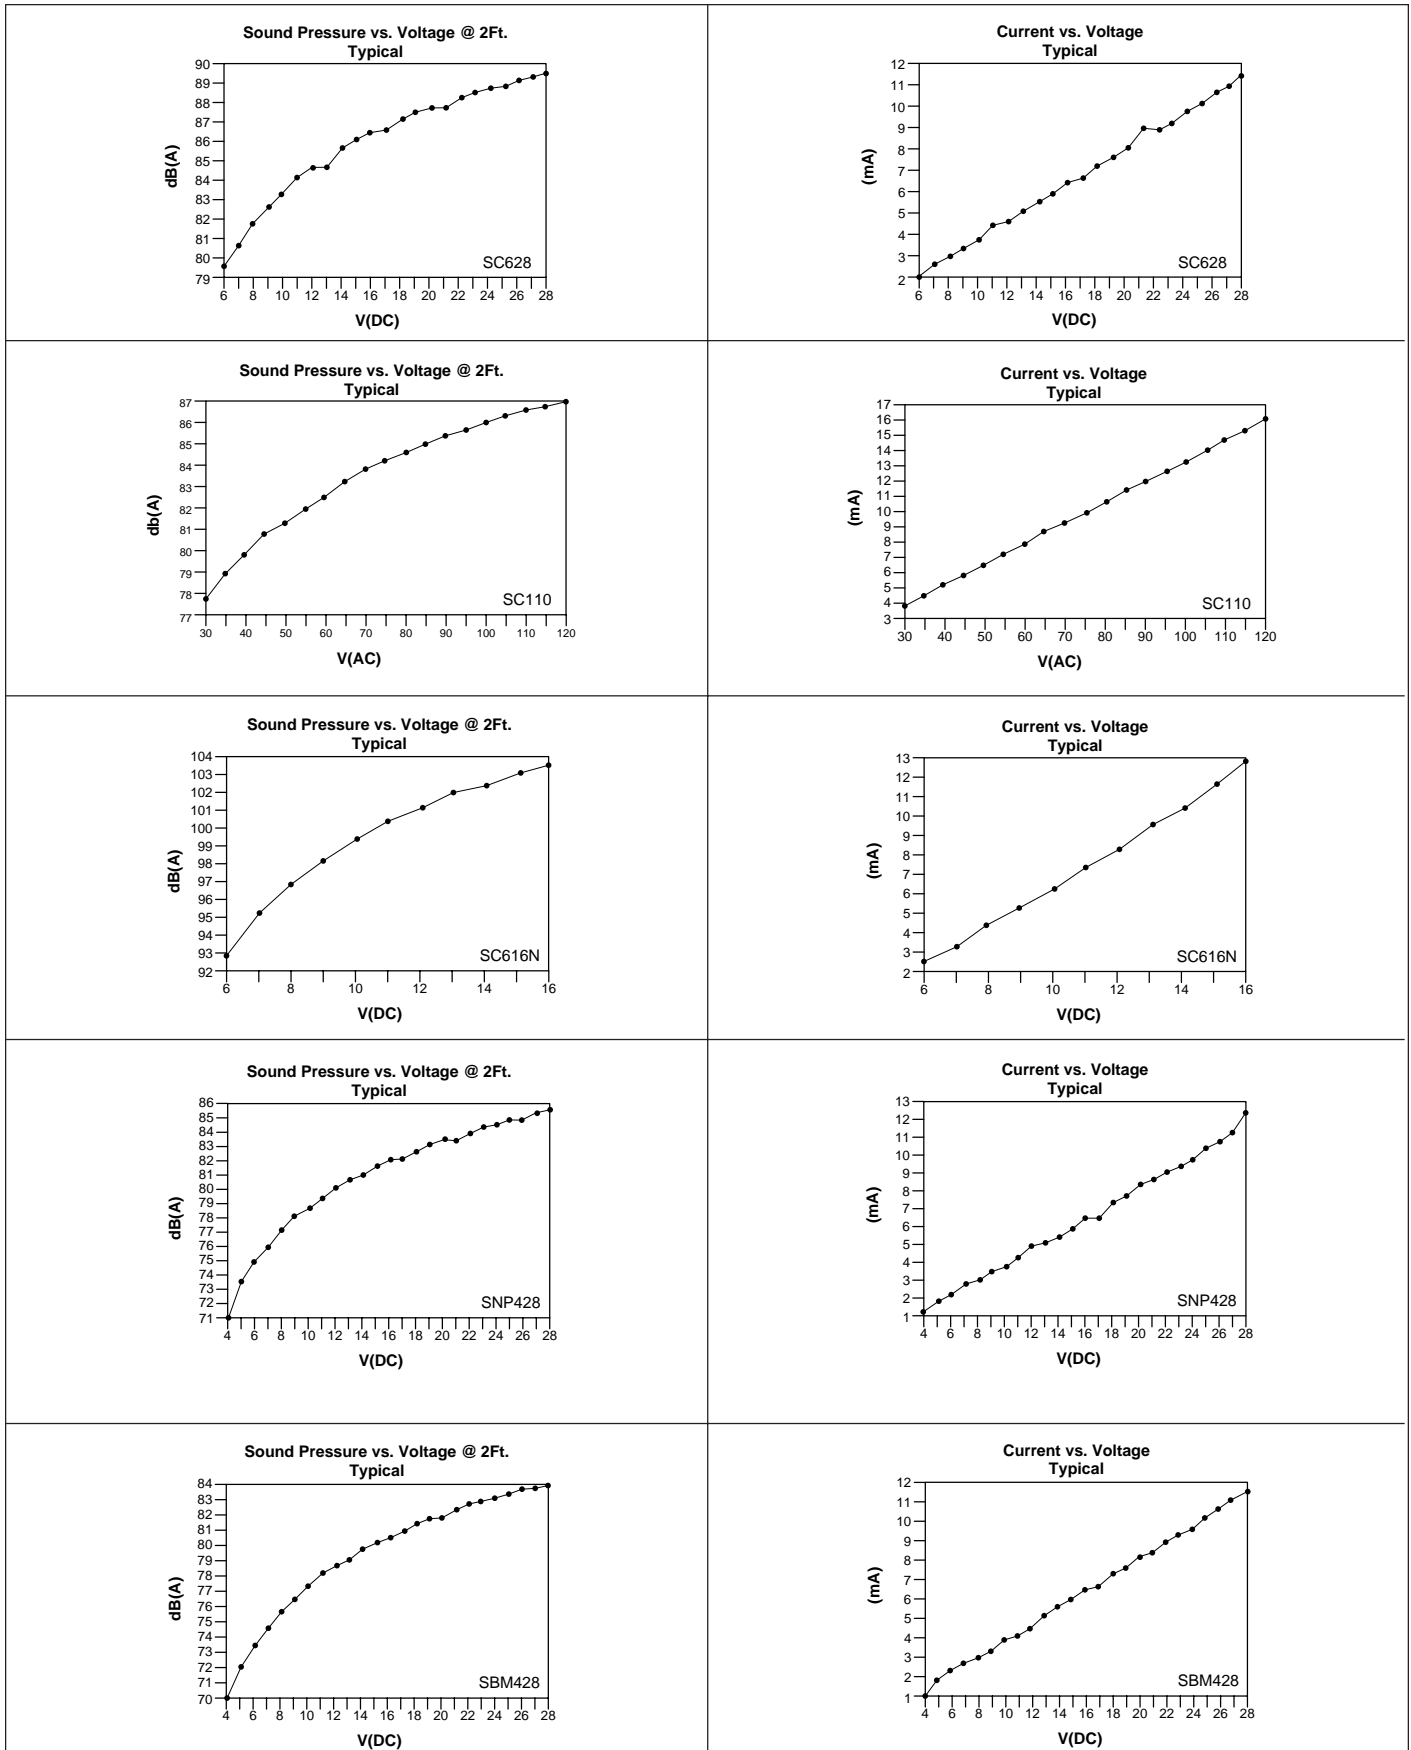 Sound Pressure vs. Voltage @ 2Ft.
Typical
90
89
88
87
86
85
84
83
82
81
80
79
dB(A)
6 8 10 12 14 16 18 20 22 24 26 28
V(DC)
SC628
Current vs. Voltage
Typical
12
11
10
9
8
7
6
5
4
3
2
(mA)
6 8 10 12 14 16 18 20 22 24 26 28
V(DC)
SC628
Sound Pressure vs. Voltage @ 2Ft.
Typical
87
86
85
84
83
82
81
80
79
78
77
db(A)
30 40 50 60 70 80 90 100 110 120
V(AC)
SC110
Current vs. Voltage
Typical
17
16
15
14
13
12
11
10
9
8
7
6
5
4
3
(mA)
30 40 50 60 70 80 90 100 110 120
V(AC)
SC110
Sound Pressure vs. Voltage @ 2Ft.
Typical
104
103
102
101
100
99
98
97
96
95
94
93
92
dB(A)
6 8 10 12 14 16
V(DC)
SC616N
Current vs. Voltage
Typical
13
12
11
10
9
8
7
6
5
4
3
2
(mA)
6 8 10 12 14 16
V(DC)
SC616N
Sound Pressure vs. Voltage @ 2Ft.
Typical
86
85
84
83
82
81
80
79
78
77
76
75
74
73
72
71
dB(A)
4 6 8 10 12 14 16 18 20 22 24 26 28
V(DC)
SNP428
Current vs. Voltage
Typical
13
12
11
10
9
8
7
6
5
4
3
2
1
(mA)
4 6 8 10 12 14 16 18 20 22 24 26 28
V(DC)
SNP428
Sound Pressure vs. Voltage @ 2Ft.
Typical
84
83
82
81
80
79
78
77
76
75
74
73
72
71
70
dB(A)
4 6 8 10 12 14 16 18 20 22 24 26 28
V(DC)
SBM428
Current vs. Voltage
Typical
12
11
10
9
8
7
6
5
4
3
2
1
(mA)
4 6 8 10 12 14 16 18 20 22 24 26 28
V(DC)
SBM428